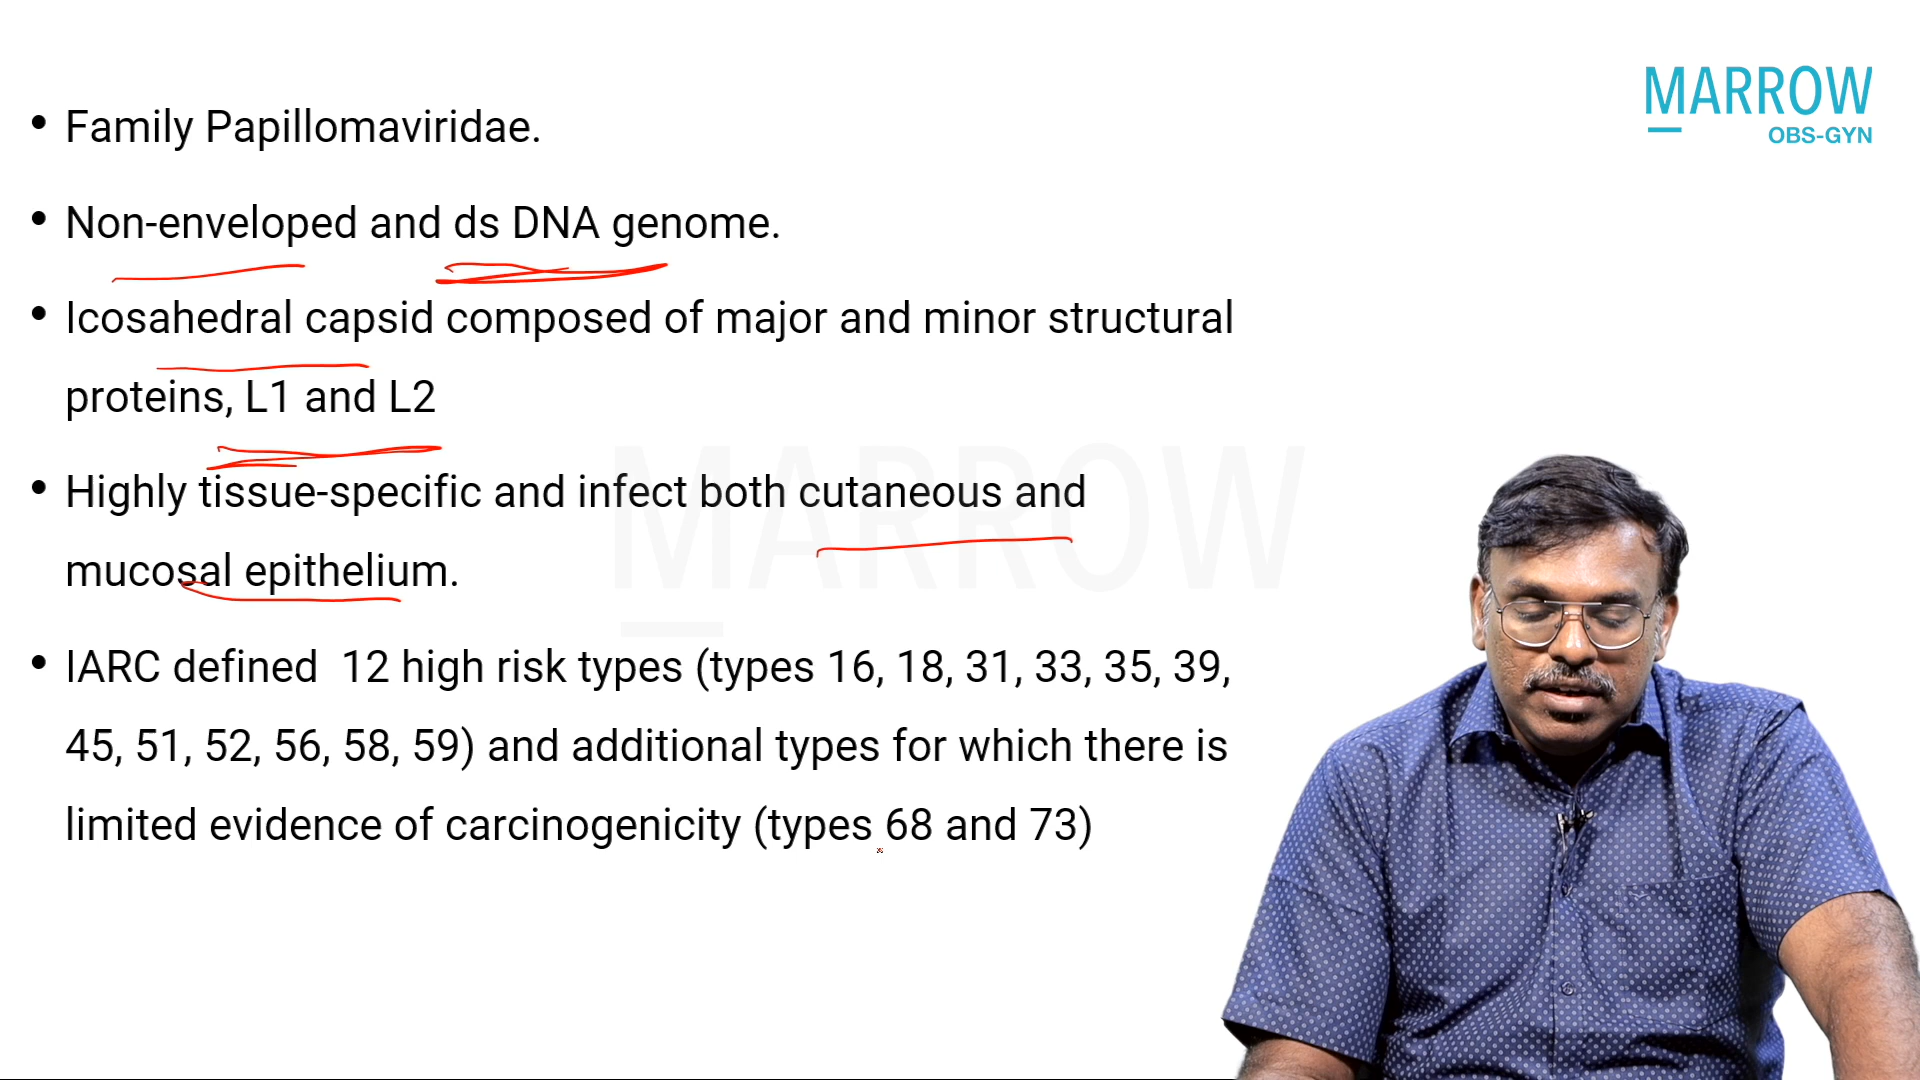 MARROW
OBS-GYN
• Family Papillomaviridae.
• Non-enveloped and ds DNA genome.
• Icosahedral capsid composed of major and minor structural
proteins, L1 and L2
• Highly tissue-specific and infect both cutaneous and
mucosal epithelium.
• IARC defined  12 high risk types (types 16, 18, 31, 33, 35, 39,
45, 51, 52, 56, 58, 59) and additional types for which there is
limited evidence of carcinogenicity (types 68 and 73)
MARROW